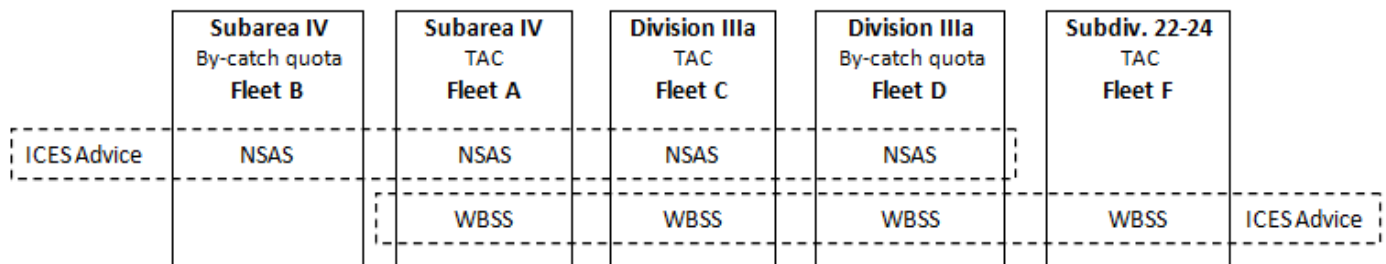 Subarea IV Subarea IV Division IIIa Division IIIa Subdiv. 22-24
By-catch quota TAC TAC By-catch quota TAC
Fleet B Fleet A Fleet C Fleet D Fleet F
ICES Advice NSAS NSAS NSAS NSAS
WBSS WBSS WBSS WBSS ICES Advice